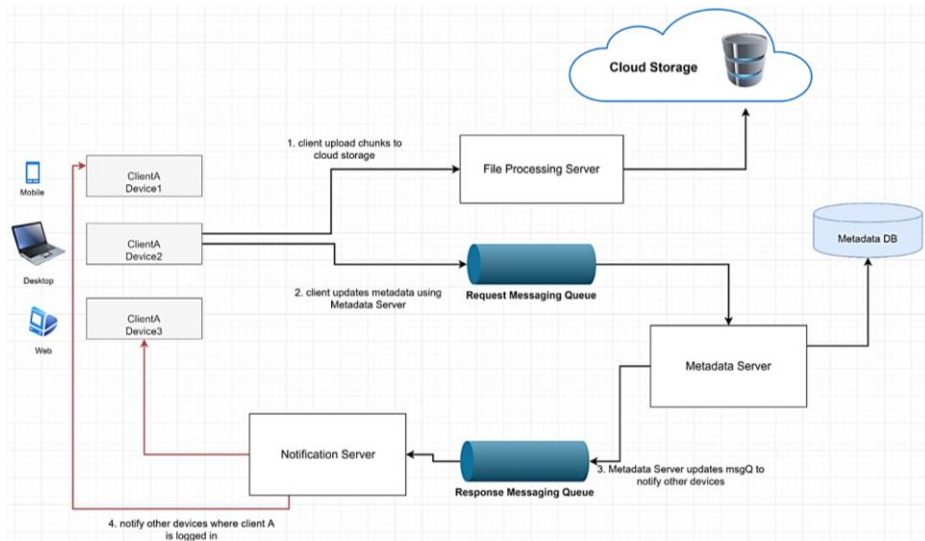 Cloud Storage
1. client upload chunks to
cloud storage
File Processing Server
Mobile
ClientA
Device1
Metadata DB
Desktop
ClientA
Device2
2. client updates metadata using
Metadata Server
Request Messaging Queue
Web
ClientA
Device3
Metadata Server
Notification Server
3. Metadata Server updates msgQ to
notify other devices
Response Messaging Queue
4. notify other devices where client A
is logged in